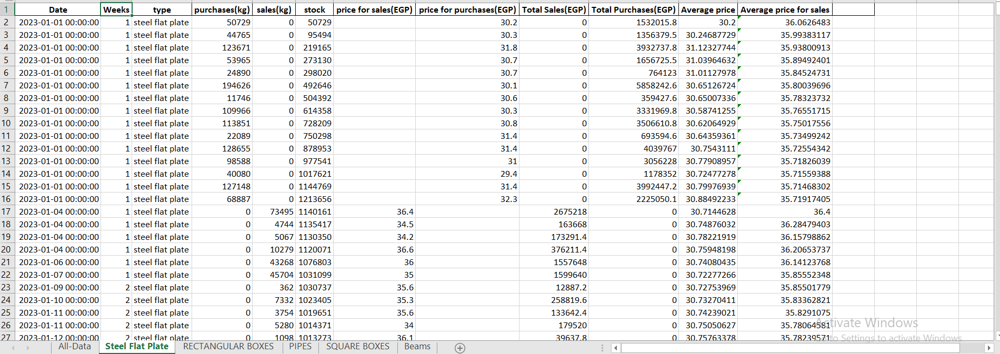 1 Date Weeks type purchases(kg) sales(kg) stock price for sales(EGP) price for purchases(EGP) Total Sales(EGP) Total Purchases(EGP) Average price Average price for sales
2 2023-01-01 00:00:00 1 steel flat plate 50729 0 50729 30.2 0 1532015.8 30.2 36.0626483
3 2023-01-01 00:00:00 1 steel flat plate 44765 0 95494 30.3 0 1356379.5 30.24687729 35.99383117
4 2023-01-01 00:00:00 1 steel flat plate 123671 0 219165 31.8 0 3932737.8 31.12327744 35.93800913
5 2023-01-01 00:00:00 1 steel flat plate 53965 0 273130 30.7 0 1656725.5 31.03964632 35.89492401
6 2023-01-01 00:00:00 1 steel flat plate 24890 0 298020 30.7 0 764123 31.01127978 35.84524731
7 2023-01-01 00:00:00 1 steel flat plate 194626 0 492646 30.1 0 5858242.6 30.65126724 35.80039696
8 2023-01-01 00:00:00 1 steel flat plate 11746 0 504392 30.6 0 359427.6 30.65007336 35.78323732
9 2023-01-01 00:00:00 1 steel flat plate 109966 0 614358 30.3 0 3331969.8 30.58741255 35.76551715
10 2023-01-01 00:00:00 1 steel flat plate 113851 0 728209 30.8 0 3506610.8 30.62064929 35.75017556
11 2023-01-01 00:00:00 1 steel flat plate 22089 0 750298 31.4 0 693594.6 30.64359361 35.73499242
12 2023-01-01 00:00:00 1 steel flat plate 128655 0 878953 31.4 0 4039767 30.7543111 35.72554342
13 2023-01-01 00:00:00 1 steel flat plate 98588 0 977541 31 0 3056228 30.77908957 35.71826039
14 2023-01-01 00:00:00 1 steel flat plate 40080 0 1017621 29.4 0 1178352 30.72477278 35.71559388
15 2023-01-01 00:00:00 1 steel flat plate 127148 0 1144769 31.4 0 3992447.2 30.79976939 35.71468302
16 2023-01-01 00:00:00 1 steel flat plate 68887 0 1213656 32.3 0 2225050.1 30.88492233 35.71917405
17 2023-01-04 00:00:00 1 steel flat plate 0 73495 1140161 36.4 2675218 0 30.7144628 36.4
18 2023-01-04 00:00:00 1 steel flat plate 0 4744 1135417 34.5 163668 0 30.74876032 36.28479403
19 2023-01-04 00:00:00 1 steel flat plate 0 5067 1130350 34.2 173291.4 0 30.78221919 36.15798862
20 2023-01-04 00:00:00 1 steel flat plate 0 10279 1120071 36.6 376211.4 0 30.75948198 36.20653737
21 2023-01-06 00:00:00 1 steel flat plate 0 43268 1076803 36 1557648 0 30.74080435 36.14123768
22 2023-01-07 00:00:00 1 steel flat plate 0 45704 1031099 35 1599640 0 30.72277266 35.85552348
23 2023-01-09 00:00:00 2 steel flat plate 0 362 1030737 35.6 12887.2 0 30.72753969 35.85501779
24 2023-01-10 00:00:00 2 steel flat plate 0 7332 1023405 35.3 258819.6 0 30.73270411 35.83362821
25 2023-01-11 00:00:00 2 steel flat plate 0 3754 1019651 35.6 133642.4 0 30.74239021 35.8291075
26 2023-01-11 00:00:00 2 steel flat plate 0 5280 1014371 34 179520 0 30.75050627 35.78064581
27 2023-01-12 00:00:00 2 steel flat plate 0 1098 1013273 36.1 39637.8 0 30.75763378 35.78239571
Activate Windows
Go to Settings to activate Windows.
All-Data Steel Flat Plate RECTANGULAR BOXES PIPES SQUARE BOXES Beams